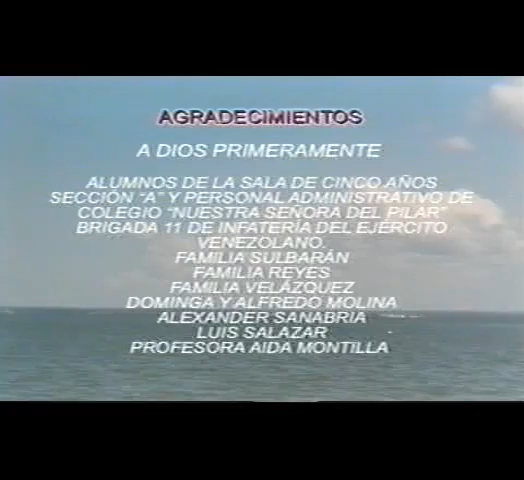 AGRADECIMIENTOS
A DIOS PRIMERAMENTE
ALUMNOS DE LA SALA DE CINCO AÑOS
SECCIÓN "A" Y PERSONAL ADMINISTRATIVO DE
COLEGIO "NUESTRA SEÑORA DEL PILAR"
BRIGADA 11 DE INFATERÍA DEL EJERCITO
VENEZOLANO.
FAMILIA SULBARÁN
FAMILIA REYES
FAMILIA VELÁZQUEZ
DOMINGA Y ALFREDO MOLINA
ALEXANDER SANABRIA
LUIS SALAZAR
PROFESORA AIDA MONTILLA